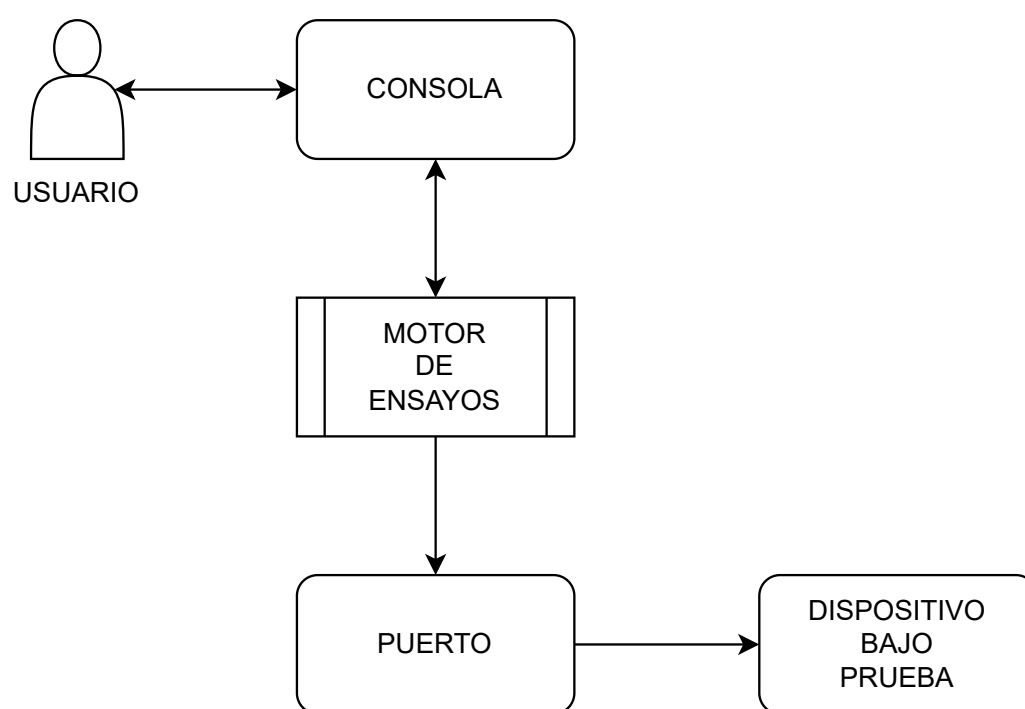 CONSOLA
USUARIO
MOTOR
DE
ENSAYOS
PUERTO
DISPOSITIVO
BAJO
PRUEBA